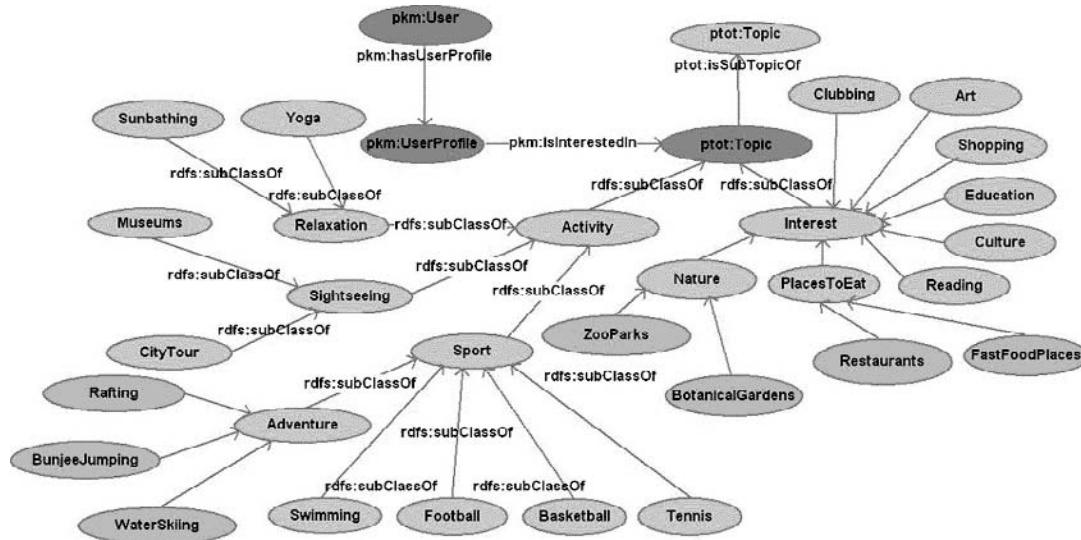 pkm:User
ptot:Topic
pkm:hasUserProfile
ptot:isSubTopicOf
Clubbing
Art
Sunbathing
Yoga
Shopping
pkm:UserProfile
pkm:IsInterestedIn
ptot:Topic
rdfs:subClassOf
rdfs:subClassOf
rdfs:subClassOf
rdfs:subClassOf
Education
Museums
Relaxation
rdfs:subClassOf
Activity
Interest
Culture
rdfs:subClassOf
rdfs:subClassOf
Nature
PlacesToEat
Reading
Sightseeing
rdfs:subClassOf
rdfs:subClassOf
ZooParks
CityTour
Sport
Restaurants
FastFoodPlaces
rdfs:subClassOf
rdfs:subClassOf
Rafting
BotanicalGardens
Adventure
rdfs:subClassOf
BunjeeJumping
rdfs:subClassOf
rdfs:subClassOf
WaterSkiing
Swimming
Football
Basketball
Tennis